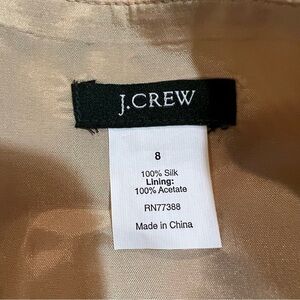 J.CREW
8
100% Silk
Lining:
100% Acetate
RN77388
Made in China